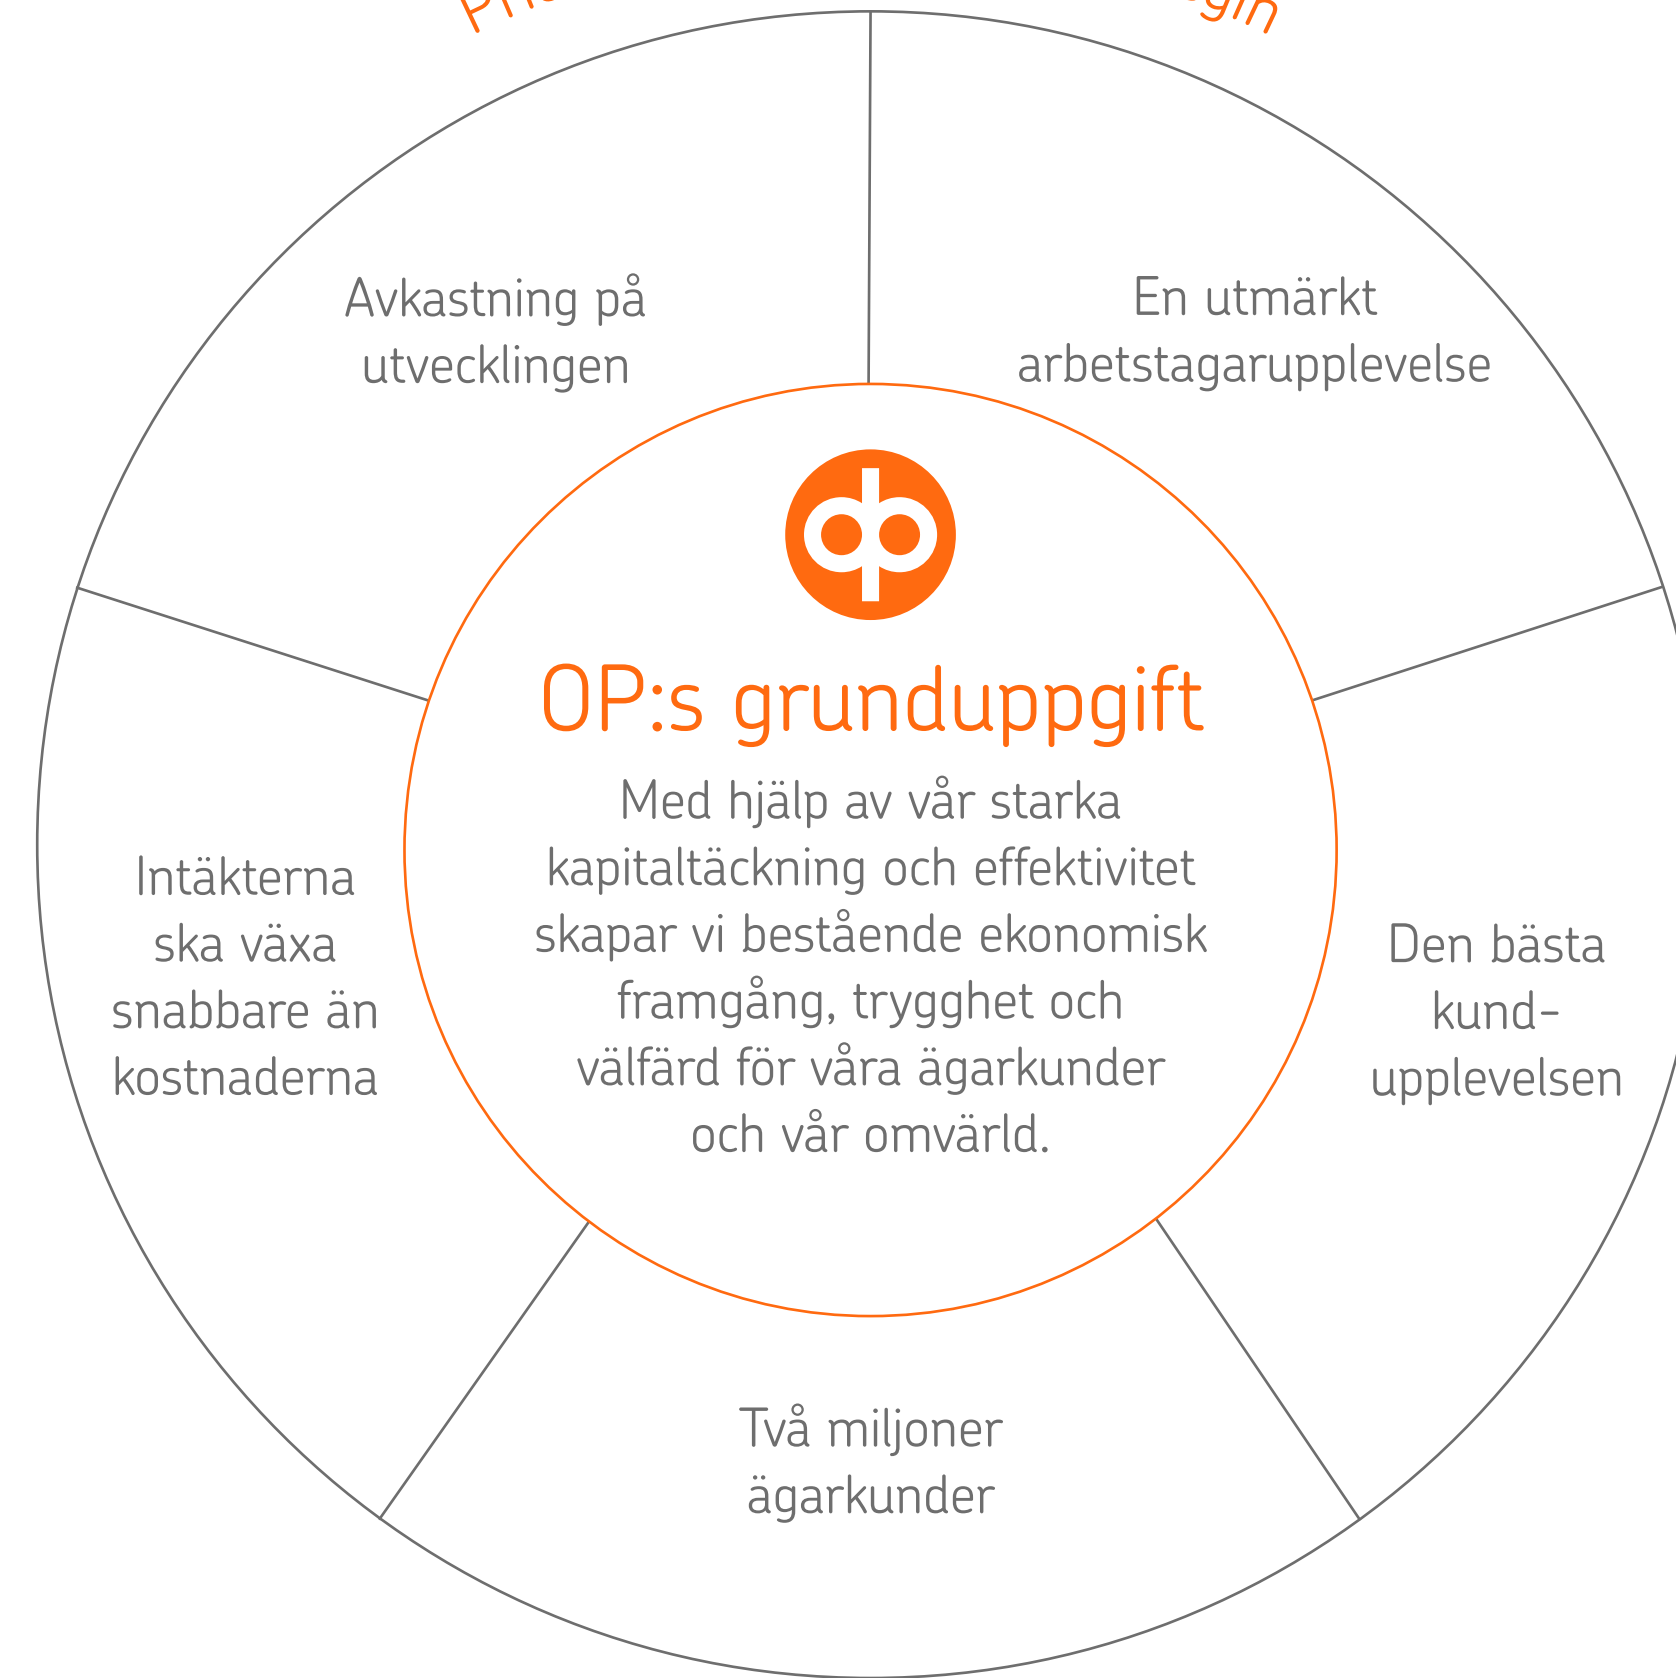 Avkastning på
utvecklingen
En utmärkt
arbetstagarupplevelse
OP:s grunduppgift
Med hjälp av vår starka
kapitaltäckning och effektivitet
skapar vi bestående ekonomisk
framgång, trygghet och
välfärd för våra ägarkunder
och vår omvärld.
Intäkterna
ska växa
snabbare än
kostnaderna
Den bästa
kund-
upplevelsen
Två miljoner
ägarkunder